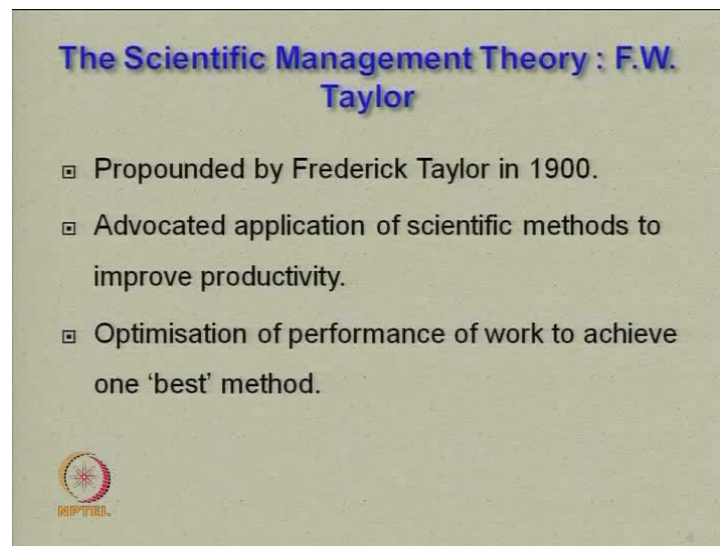 The Scientific Management Theory : F.W.
Taylor
Propounded by Frederick Taylor in 1900.
Advocated application of scientific methods to
improve productivity.
Optimisation of performance of work to achieve
one ‘best’ method.
NPTEL